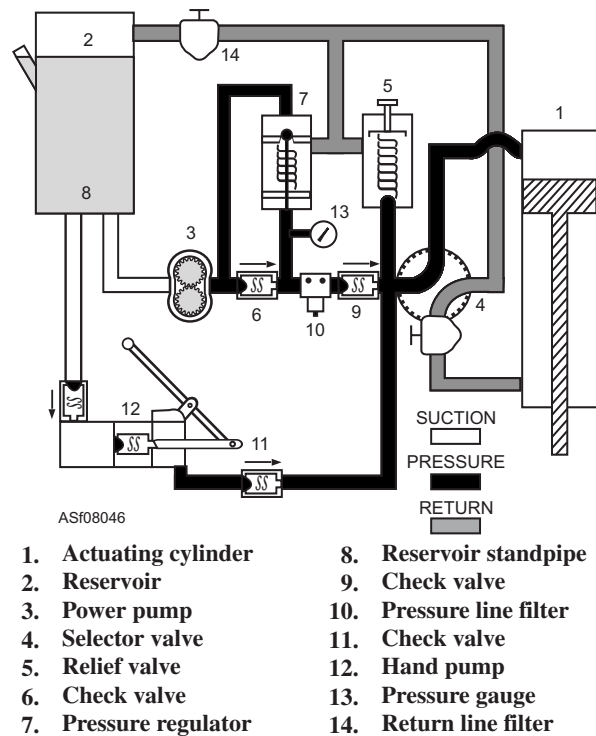 2
14
7
5
1
8
3
13
6
10
9
4
12
11
SUCTION
PRESSURE
RETURN
ASf08046
1. Actuating cylinder
2. Reservoir
3. Power pump
4. Selector valve
5. Relief valve
6. Check valve
7. Pressure regulator
8. Reservoir standpipe
9. Check valve
10. Pressure line filter
11. Check valve
12. Hand pump
13. Pressure gauge
14. Return line filter